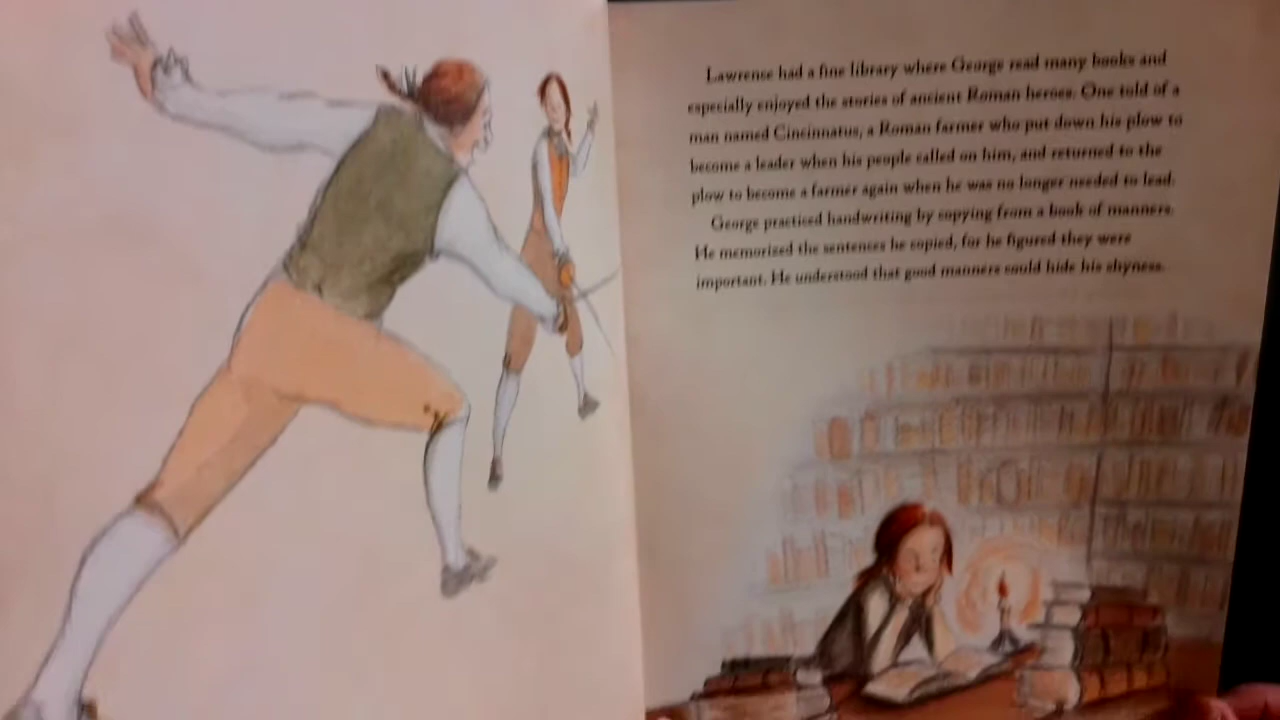 Lawrence had a fine library where George read many books and
especially enjoyed the stories of ancient Roman heroes. One told of a
man named Cincinnatus, a Roman farmer who put down his plow to
become a leader when his people called on him, and returned to the
plow to become a farmer again when he was no longer needed to lead.
George practiced handwriting by copying from a book of manners.
He memorized the sentences he copied, for he figured they were
important. He understood that good manners could hide his shyness.